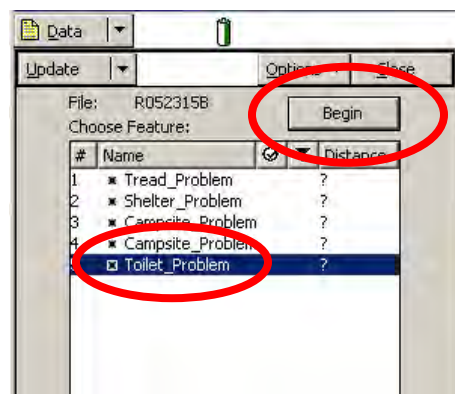 Data
Update Options Close
File: R052315B
Begin
Choose Feature:
# Name Distance
1 Tread_Problem ?
2 Shelter_Problem ?
3 Campsite_Problem ?
4 Campsite_Problem ?
Toilet_Problem ?